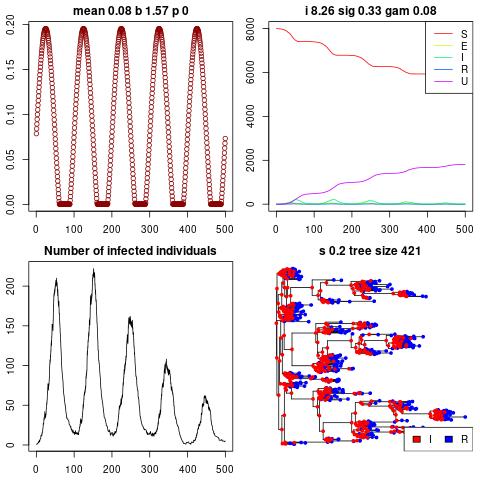 mean 0.08 b 1.57 p 0
0.20
0.15
0.10
0.05
0.00
0 100 200 300 400 500
i 8.26 sig 0.33 gam 0.08
8000
6000
4000
2000
0
0 100 200 300 400 500
S
E
I
R
U
Number of infected individuals
200
150
100
50
0
0 100 200 300 400 500
s 0.2 tree size 421
I R